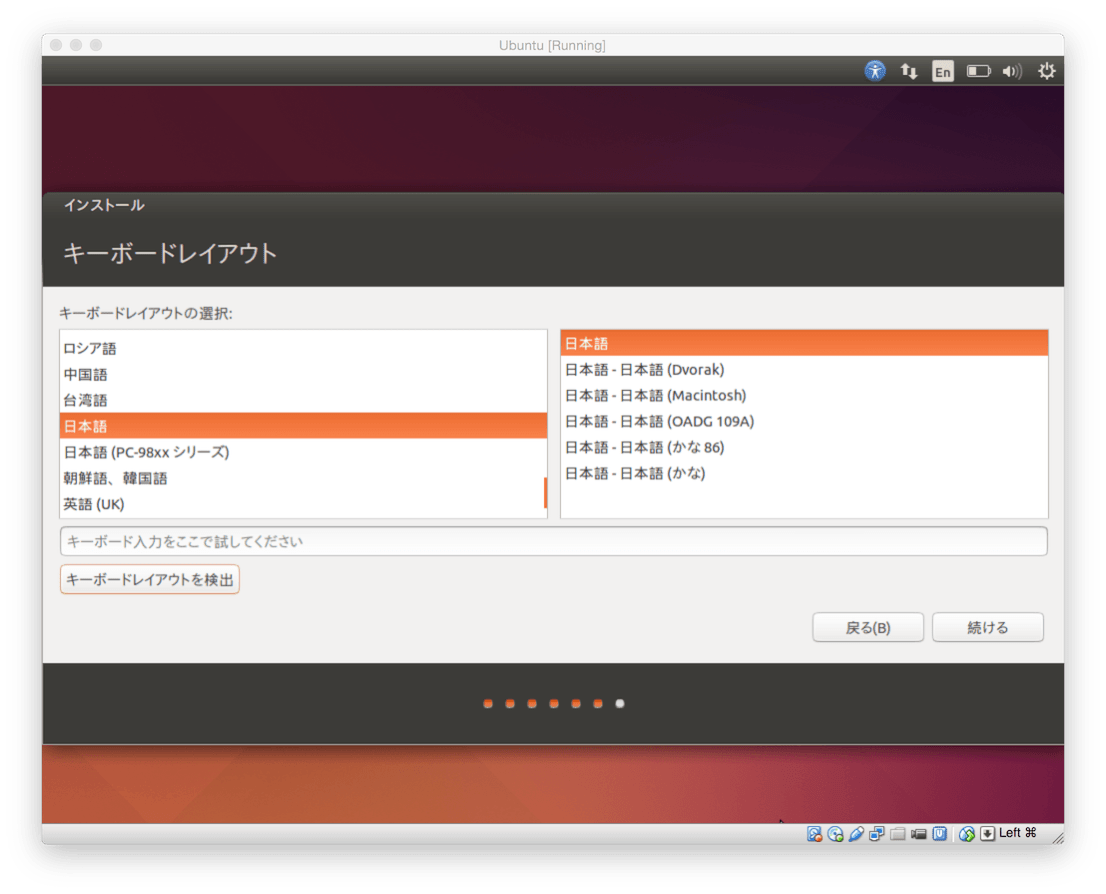 Ubuntu [Running]
En
インストール
キーボードレイアウト
キーボードレイアウトの選択:
ロシア語
中国語
台湾語
日本語
日本語 (PC-98xx シリーズ)
朝鮮語、韓国語
英語 (UK)
日本語
日本語 - 日本語 (Dvorak)
日本語 - 日本語 (Macintosh)
日本語 - 日本語 (OADG 109A)
日本語 - 日本語 (かな 86)
日本語 - 日本語 (かな)
キーボード入力をここで試してください
キーボードレイアウトを検出
戻る(B)
続ける
Left ⌘